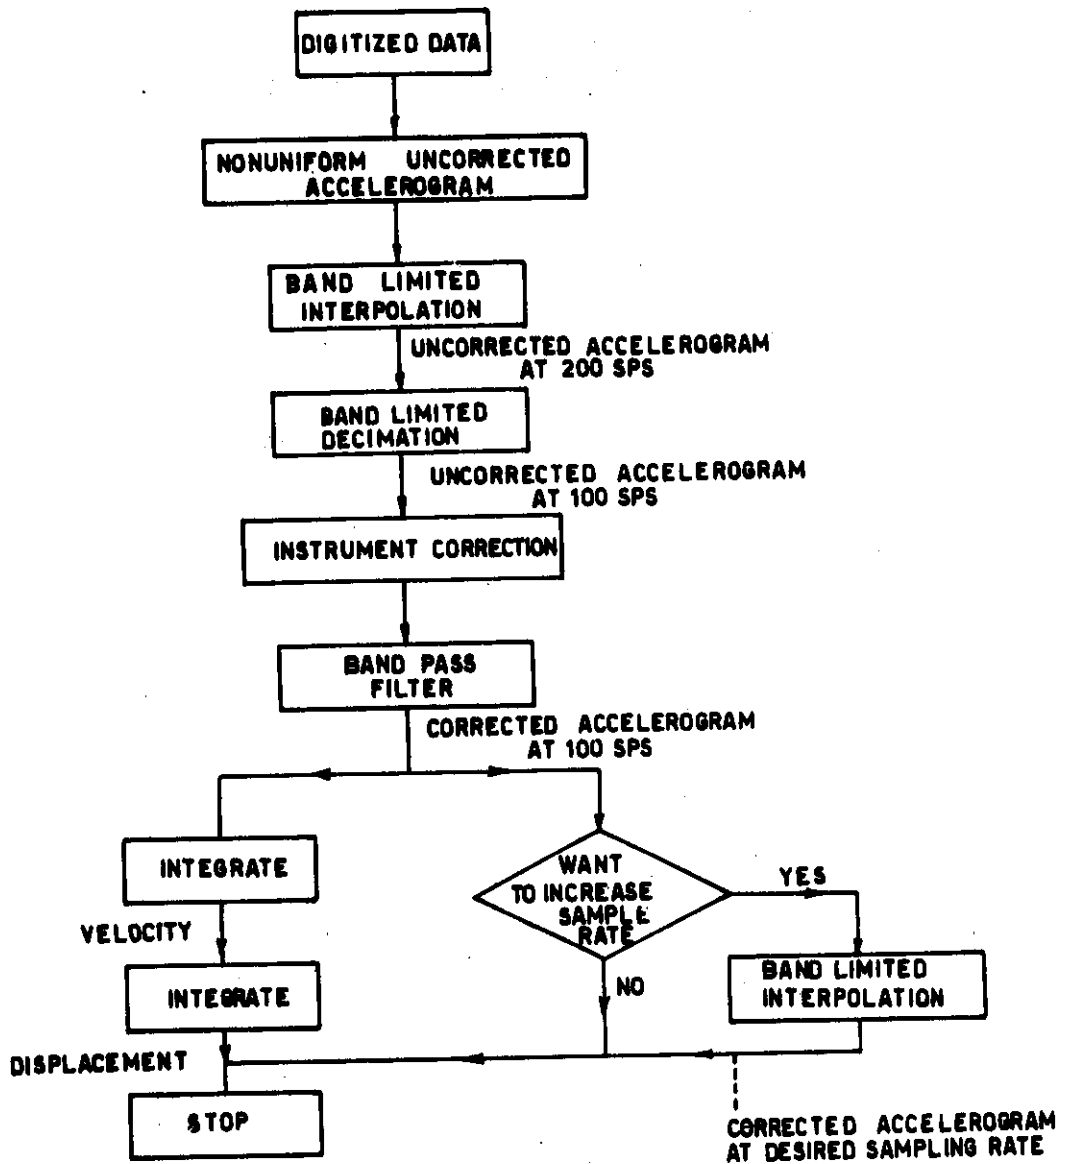 DIGITIZED DATA
NONUNIFORM UNCORRECTED
ACCELEROGRAM
BAND LIMITED
INTERPOLATION
UNCORRECTED ACCELEROGRAM
AT 200 SPS
BAND LIMITED
DECIMATION
UNCORRECTED ACCELEROGRAM
AT 100 SPS
INSTRUMENT CORRECTION
BAND PASS
FILTER
CORRECTED ACCELEROGRAM
AT 100 SPS
INTEGRATE
VELOCITY
INTEGRATE
DISPLACEMENT
WANT
TO INCREASE
SAMPLE
RATE
YES
NO
BAND LIMITED
INTERPOLATION
STOP
CORRECTED ACCELEROGRAM
AT DESIRED SAMPLING RATE